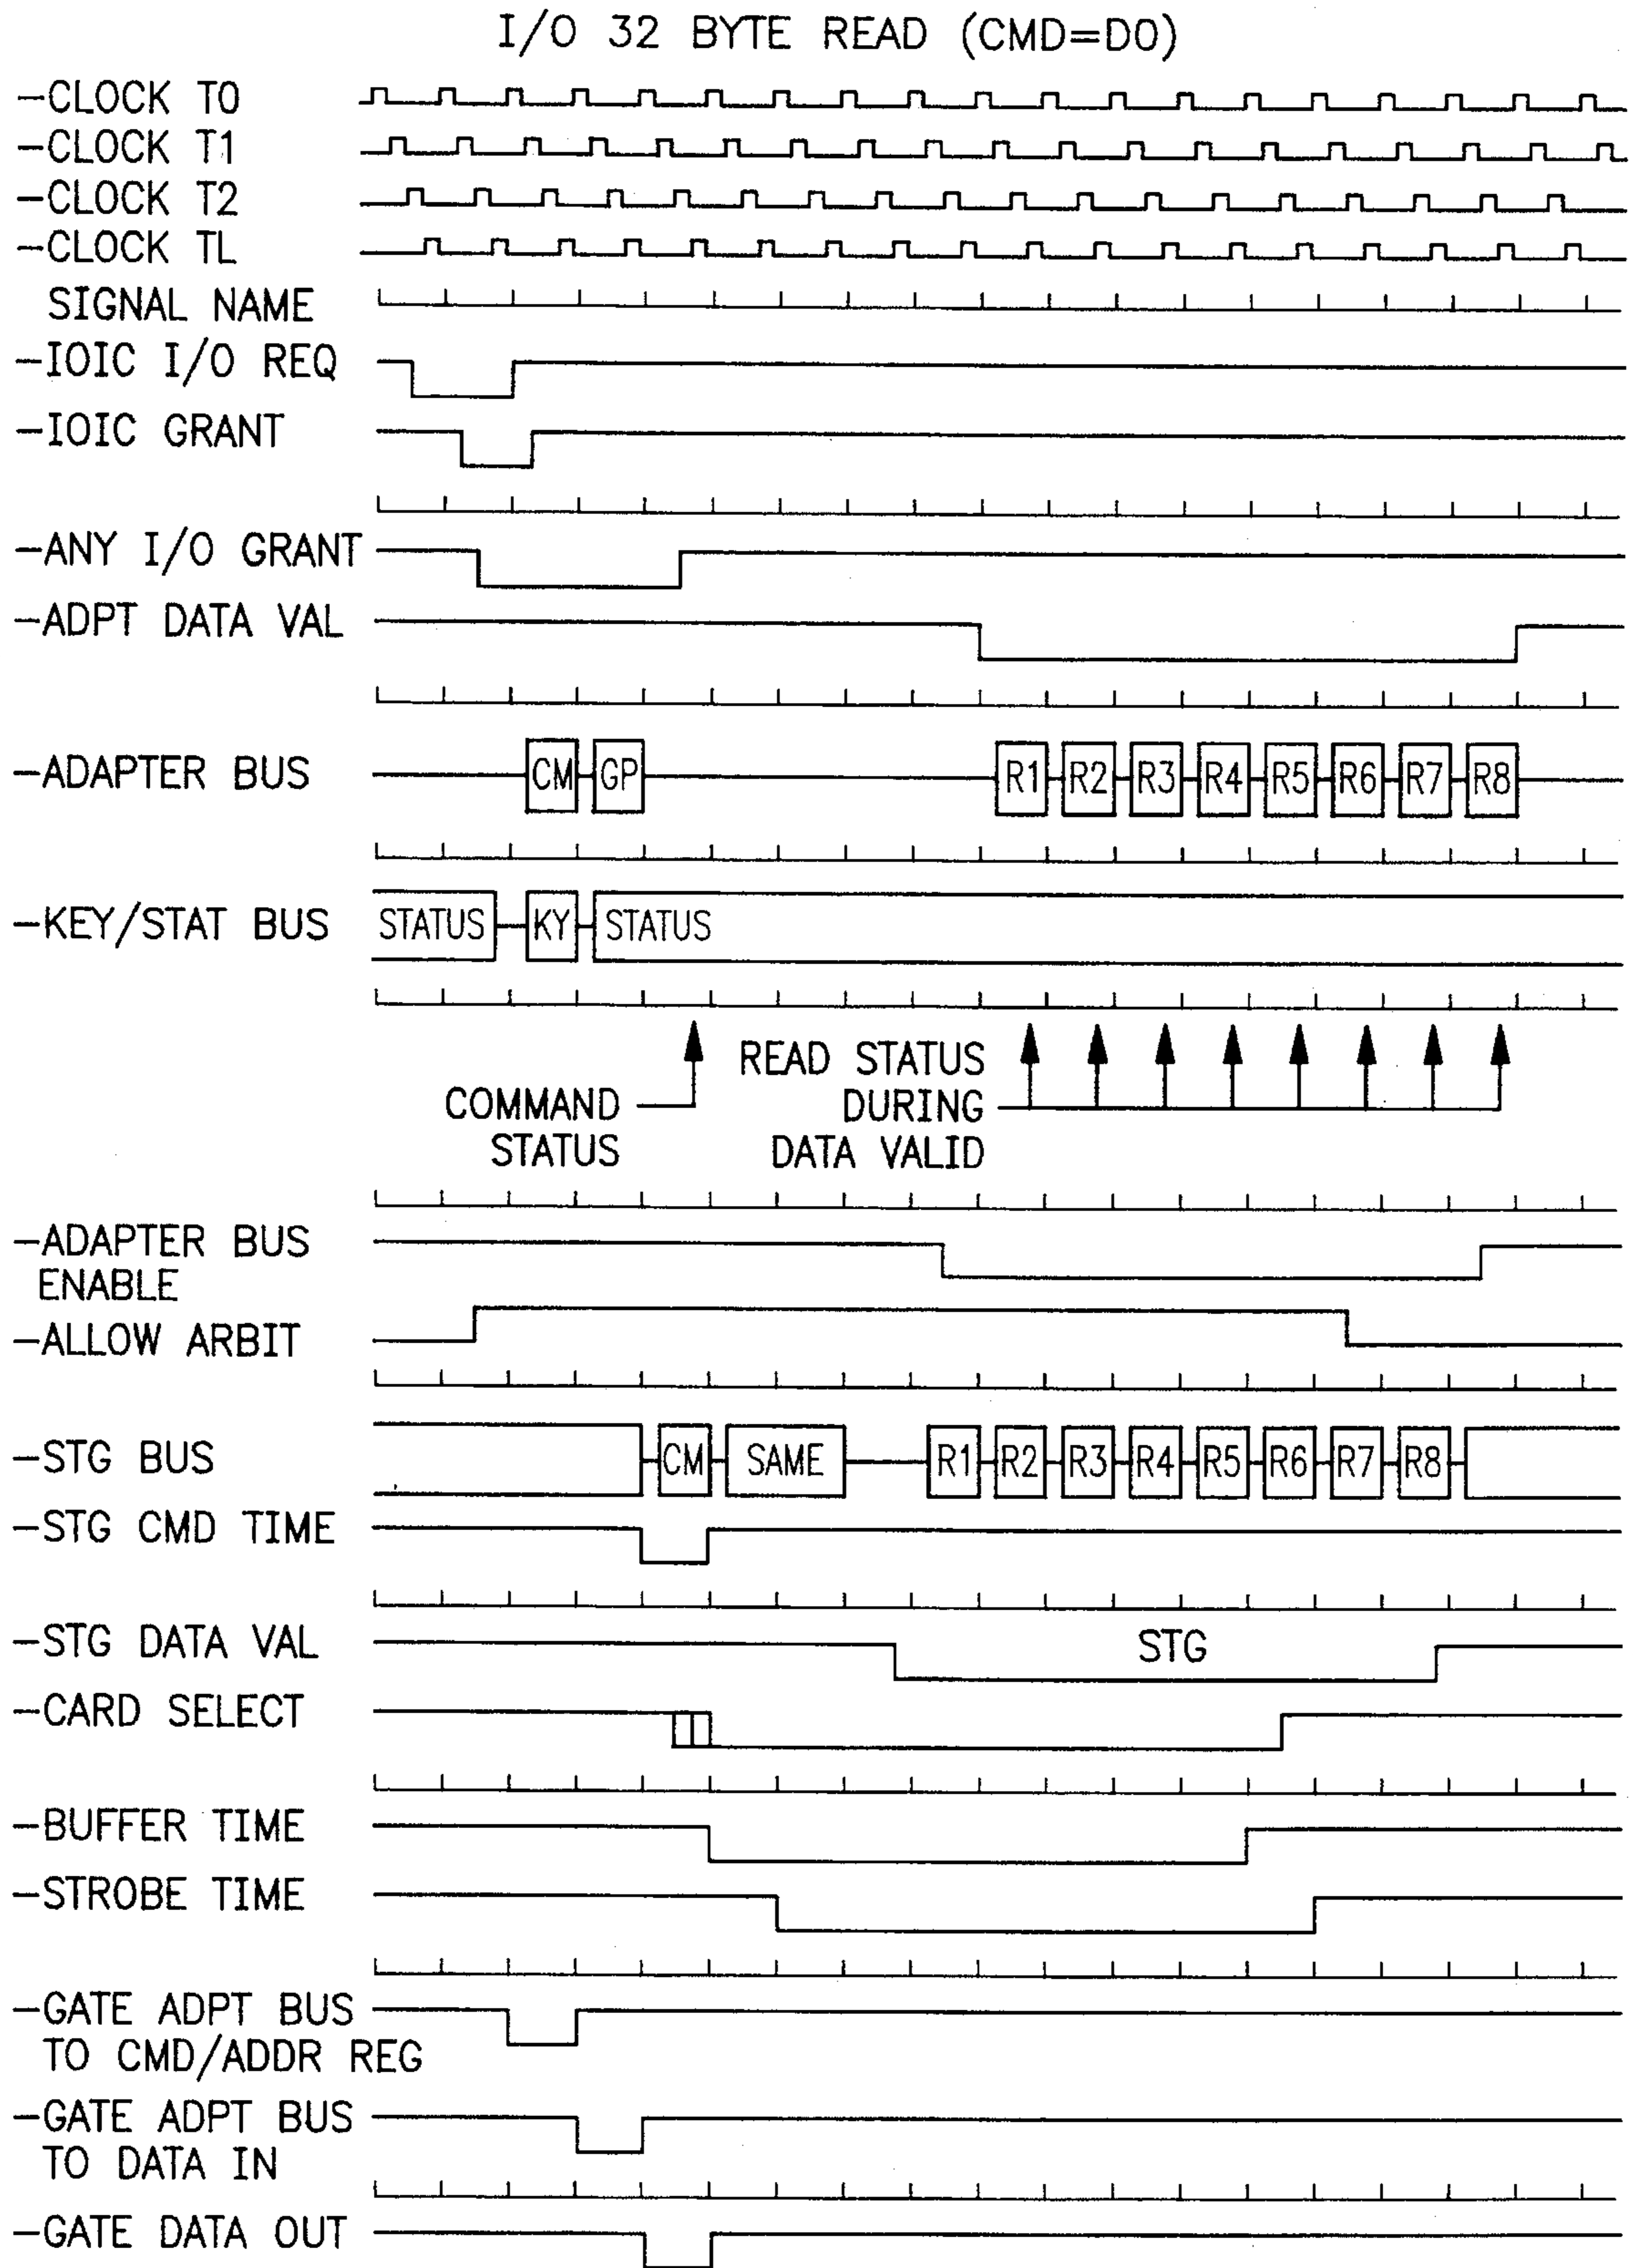 I/O 32 BYTE READ (CMD=D0)
-CLOCK T0
-CLOCK T1
-CLOCK T2
-CLOCK TL
SIGNAL NAME
-IOIC I/O REQ
-IOIC GRANT
-ANY I/O GRANT
-ADPT DATA VAL
-ADAPTER BUS CM GP R1 R2 R3 R4 R5 R6 R7 R8
-KEY/STAT BUS STATUS KY STATUS
COMMAND
STATUS
READ STATUS
DURING
DATA VALID
-ADAPTER BUS
ENABLE
-ALLOW ARBIT
-STG BUS CM SAME R1 R2 R3 R4 R5 R6 R7 R8
-STG CMD TIME
-STG DATA VAL STG
-CARD SELECT
-BUFFER TIME
-STROBE TIME
-GATE ADPT BUS
TO CMD/ADDR REG
-GATE ADPT BUS
TO DATA IN
-GATE DATA OUT